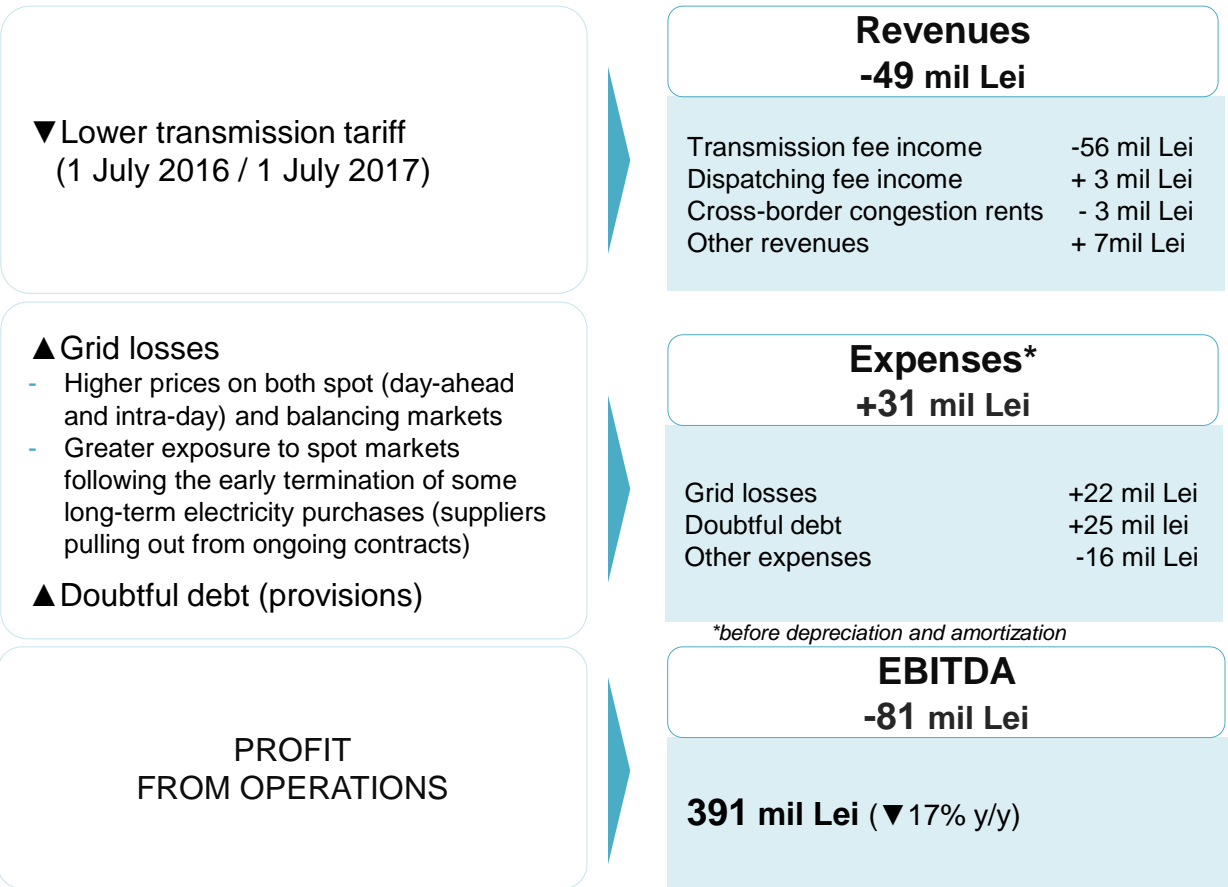 ▼Lower transmission tariff
(1 July 2016 / 1 July 2017)
Revenues
-49 mil Lei
Transmission fee income -56 mil Lei
Dispatching fee income + 3 mil Lei
Cross-border congestion rents - 3 mil Lei
Other revenues + 7mil Lei
▲Grid losses
- Higher prices on both spot (day-ahead
and intra-day) and balancing markets
- Greater exposure to spot markets
following the early termination of some
long-term electricity purchases (suppliers
pulling out from ongoing contracts)
▲Doubtful debt (provisions)
Expenses*
+31 mil Lei
Grid losses +22 mil Lei
Doubtful debt +25 mil lei
Other expenses -16 mil Lei
*before depreciation and amortization
PROFIT
FROM OPERATIONS
EBITDA
-81 mil Lei
391 mil Lei (▼17% y/y)